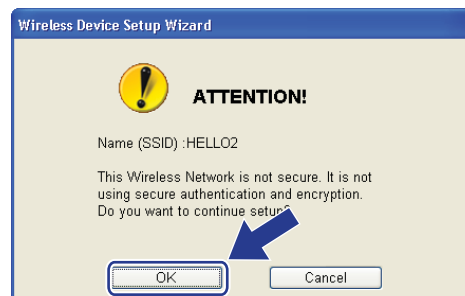 Wireless Device Setup Wizard
ATTENTION!
Name (SSID) :HELLO2
This Wireless Network is not secure. It is not
using secure authentication and encryption.
Do you want to continue setup?
OK
Cancel